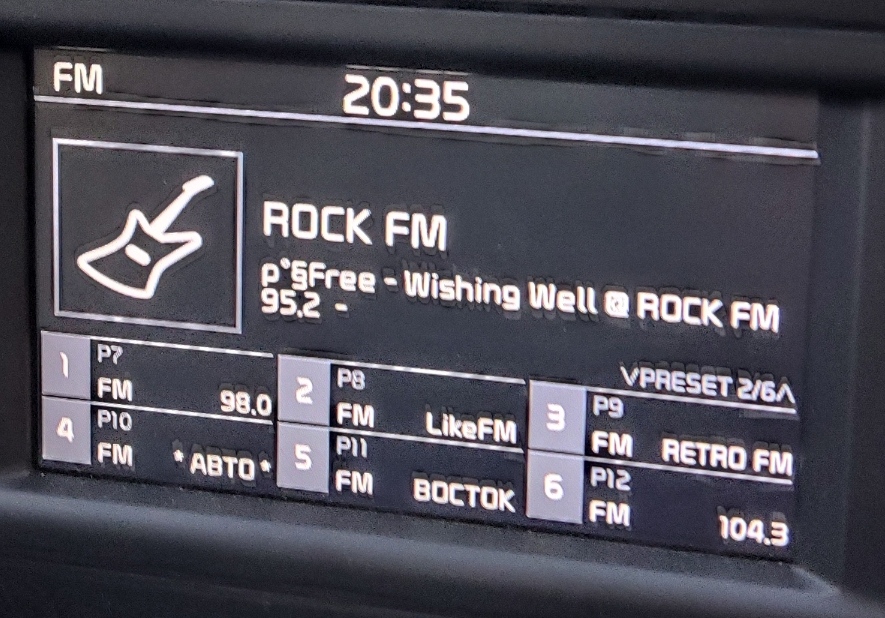 FM
20:35
ROCK FM
p°§Free - Wishing Well @ ROCK FM
95.2 -
VPRESET 2/6Λ
1 P7
FM 98.0
2 P8
FM LikeFM
3 P9
FM RETRO FM
4 P10
FM *АВТО*
5 P11
FM ВОСТОК
6 P12
FM 104.3